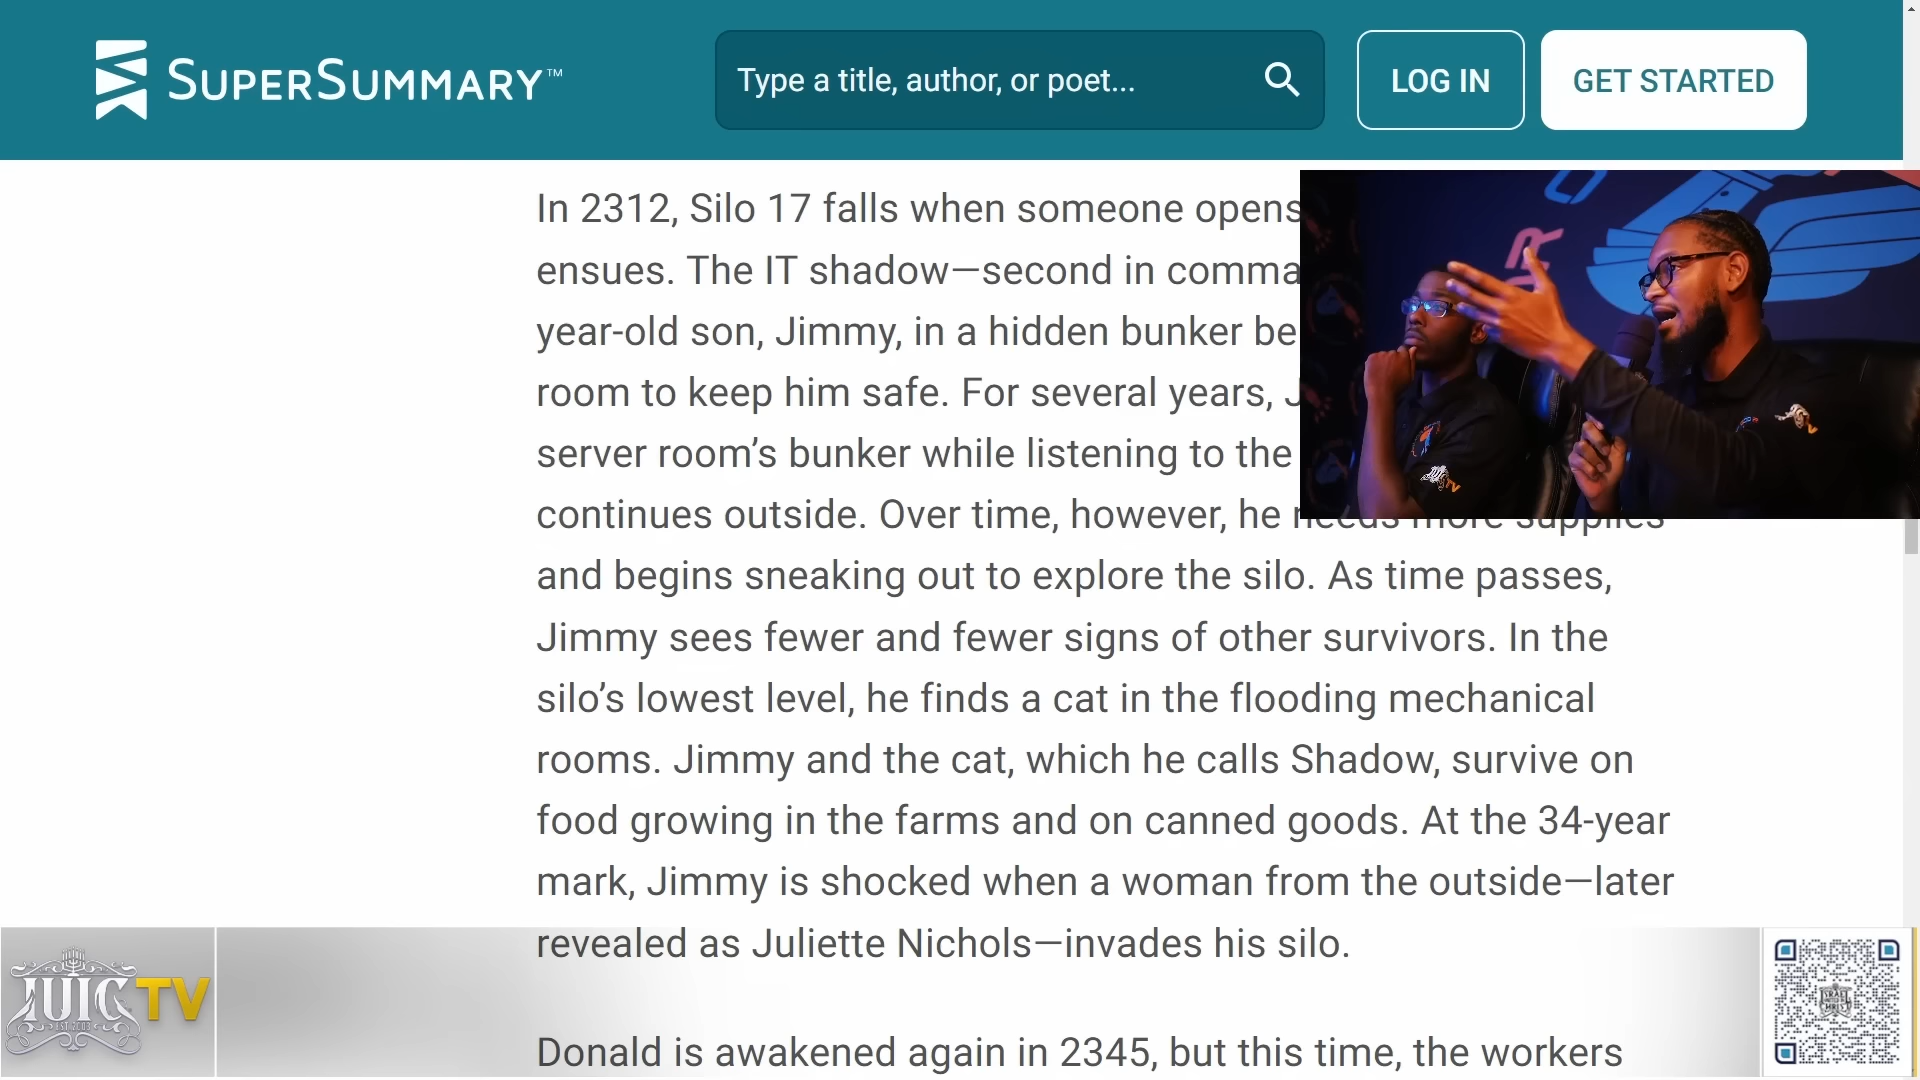 SUPERSUMMARY™
Type a title, author, or poet...
LOG IN
GET STARTED
In 2312, Silo 17 falls when someone opens
ensues. The IT shadow—second in comma
year-old son, Jimmy, in a hidden bunker be
room to keep him safe. For several years, J
server room’s bunker while listening to the
continues outside. Over time, however, he needs more supplies
and begins sneaking out to explore the silo. As time passes,
Jimmy sees fewer and fewer signs of other survivors. In the
silo’s lowest level, he finds a cat in the flooding mechanical
rooms. Jimmy and the cat, which he calls Shadow, survive on
food growing in the farms and on canned goods. At the 34-year
mark, Jimmy is shocked when a woman from the outside—later
revealed as Juliette Nichols—invades his silo.
Donald is awakened again in 2345, but this time, the workers
IUIC TV
EST. 2003